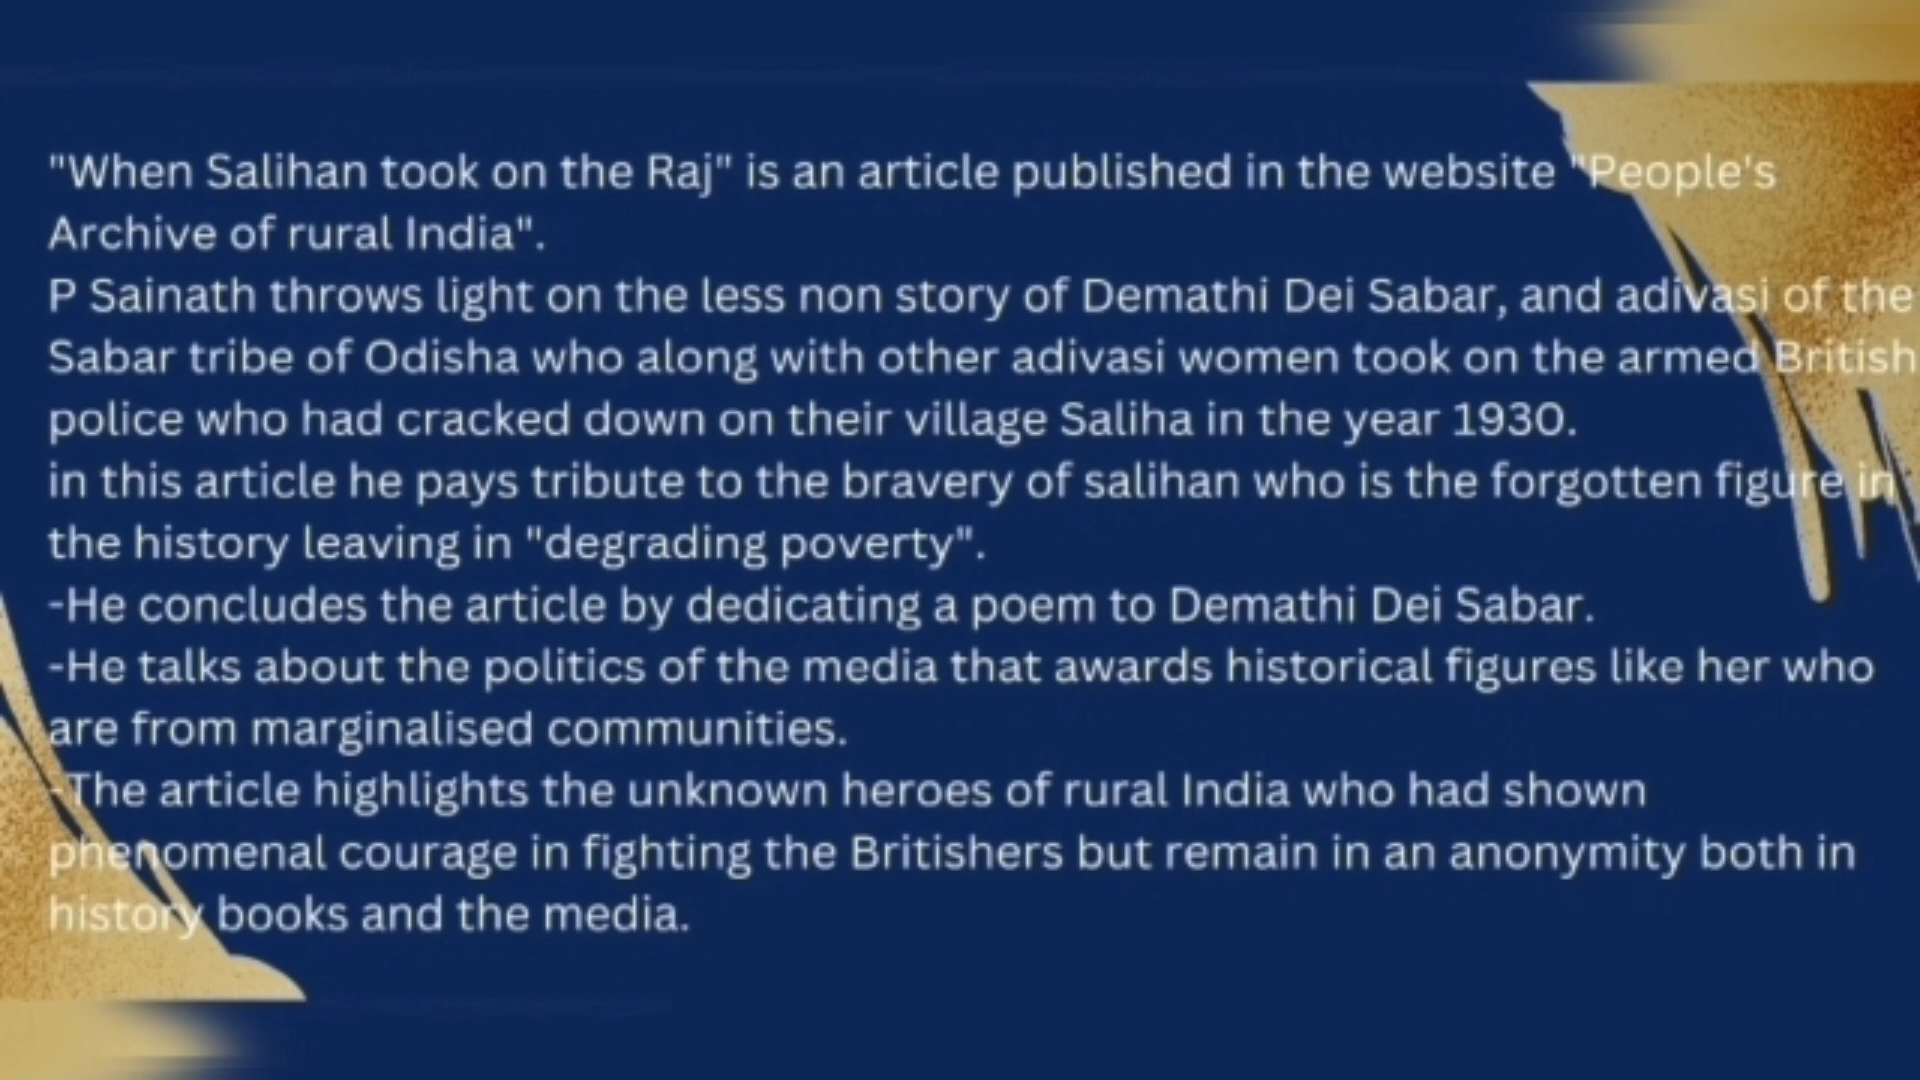 "When Salihan took on the Raj" is an article published in the website "People's
Archive of rural India".
P Sainath throws light on the less non story of Demathi Dei Sabar, and adivasi of the
Sabar tribe of Odisha who along with other adivasi women took on the armed British
police who had cracked down on their village Saliha in the year 1930.
in this article he pays tribute to the bravery of salihan who is the forgotten figure in
the history leaving in "degrading poverty".
-He concludes the article by dedicating a poem to Demathi Dei Sabar.
-He talks about the politics of the media that awards historical figures like her who
are from marginalised communities.
-The article highlights the unknown heroes of rural India who had shown
phenomenal courage in fighting the Britishers but remain in an anonymity both in
history books and the media.